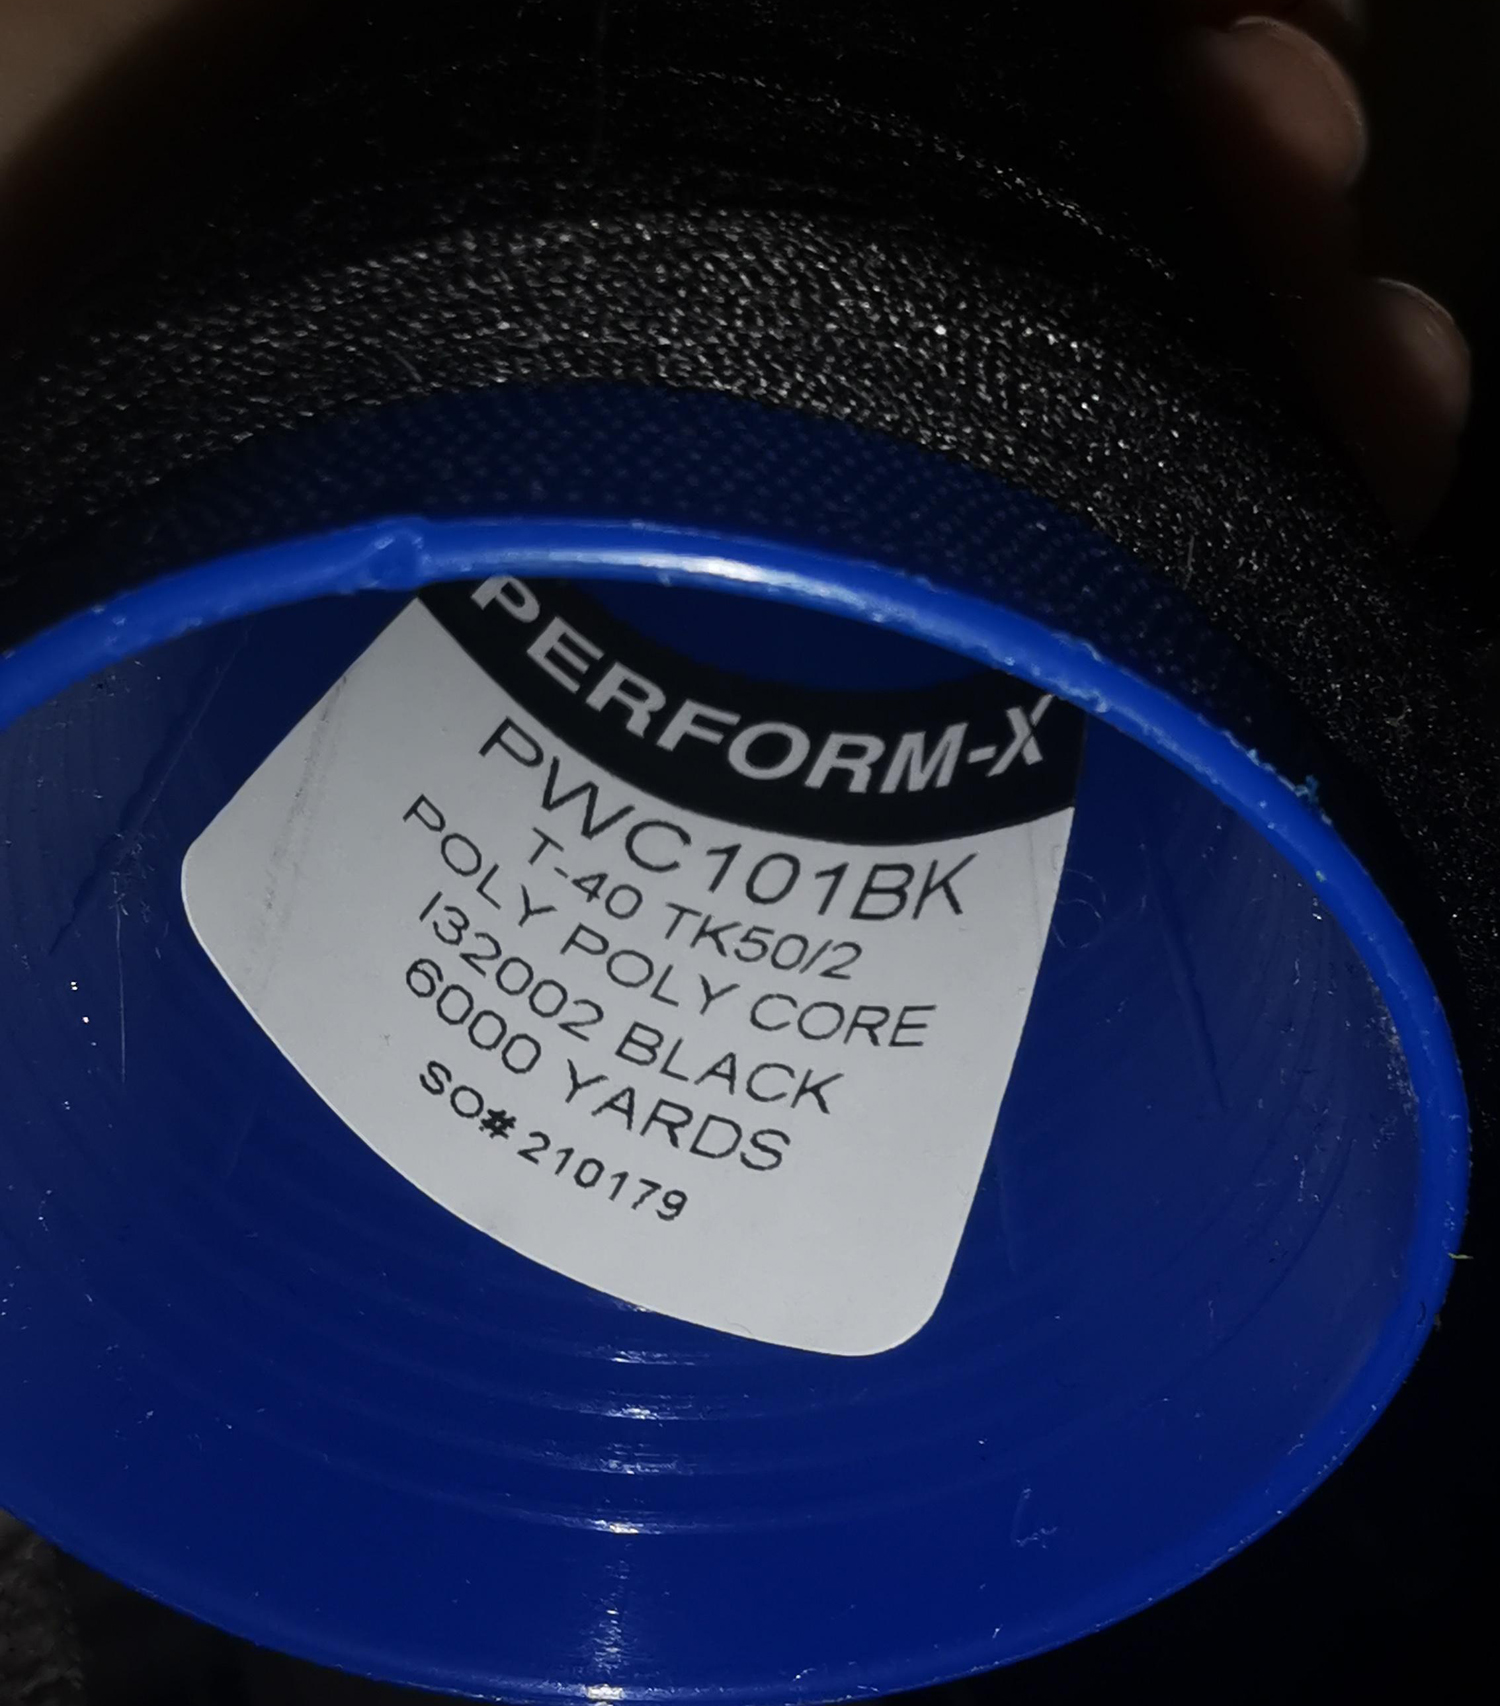 PERFORM-X
PWC101BK
T-40 TK50/2
POLY POLY CORE
I32002 BLACK
6000 YARDS
SO# 210179